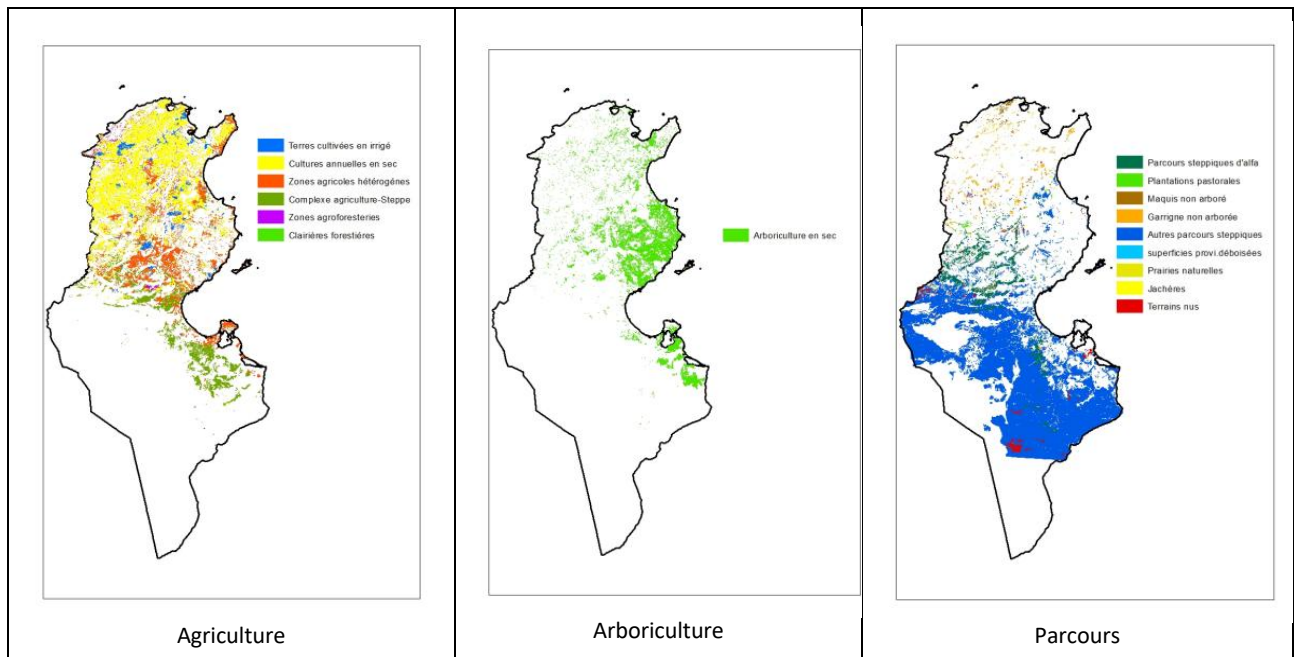 Terres cultivées en irrigé
Cultures annuelles en sec
Zones agricoles hétérogénes
Complexe agriculture-Steppe
Zones agroforesteries
Clairières forestiéres
Agriculture
Arboriculture en sec
Arboriculture
Parcours steppiques d'alfa
Plantations pastorales
Maquis non arboré
Garrigne non arborée
Autres parcours steppiques
superficies provi.déboisées
Prairies naturelles
Jachères
Terrains nus
Parcours